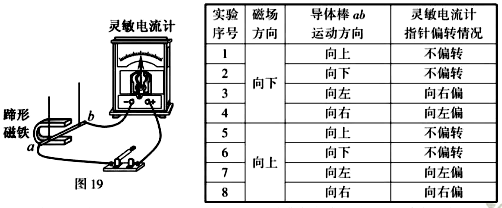 灵敏电流计
蹄形
磁铁
b
a
图 19
实验序号 磁场方向 导体棒 ab 运动方向 灵敏电流计指针偏转情况
1 向下 向上 不偏转
2 向下 不偏转
3 向左 向右偏
4 向右 向左偏
5 向上 向上 不偏转
6 向下 不偏转
7 向左 向左偏
8 向右 向右偏